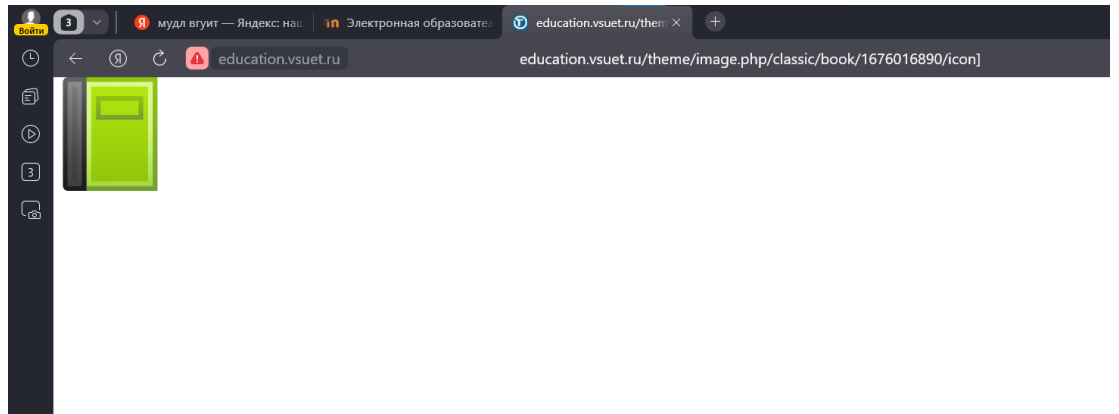 Войти
3
мудл вгуит — Яндекс: наш
Электронная образовател
education.vsuet.ru/them
education.vsuet.ru
education.vsuet.ru/theme/image.php/classic/book/1676016890/icon]
3